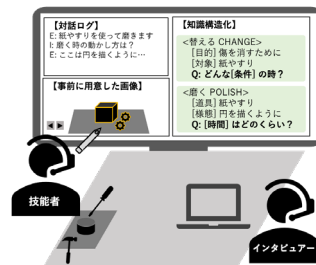 【対話ログ】
E: 紙やすりを使って磨きます
I: 磨く時の動かし方は？
E: ここは円を描くように…
【事前に用意した画像】
【知識構造化】
<替える CHANGE>
[目的] 傷を消すために
[対象] 紙やすり
Q: どんな[条件] の時？
<磨く POLISH>
[道具] 紙やすり
[様態] 円を描くように
Q: [時間] はどのくらい？
技能者
インタビュアー